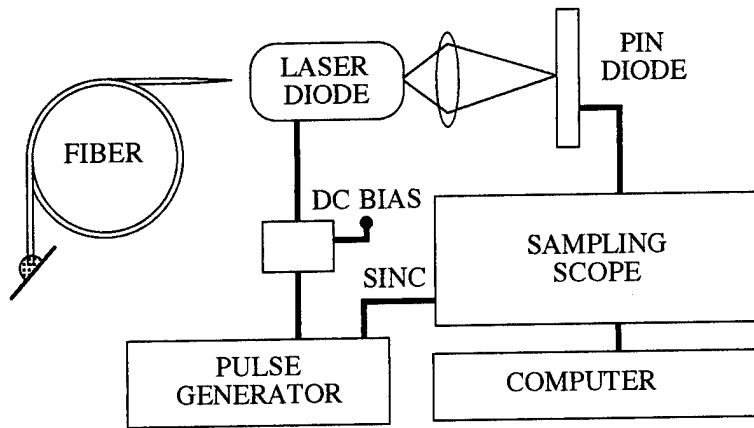 LASER
DIODE
PIN
DIODE
FIBER
DC BIAS
SAMPLING
SCOPE
SINC
PULSE
GENERATOR
COMPUTER